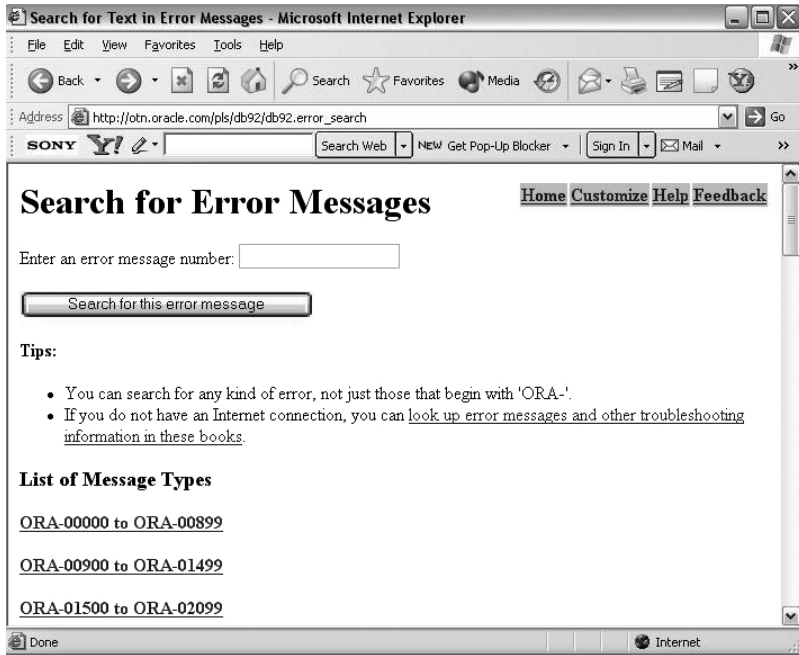 Search for Text in Error Messages - Microsoft Internet Explorer
File Edit View Favorites Tools Help
Back Search Favorites Media
Address http://otn.oracle.com/pls/db92/db92.error_search Go
SONY Y! Search Web NEW Get Pop-Up Blocker Sign In Mail
Search for Error Messages
Home Customize Help Feedback
Enter an error message number:
Search for this error message
Tips:
• You can search for any kind of error, not just those that begin with 'ORA-'.
• If you do not have an Internet connection, you can look up error messages and other troubleshooting
information in these books.
List of Message Types
ORA-00000 to ORA-00899
ORA-00900 to ORA-01499
ORA-01500 to ORA-02099
Done Internet